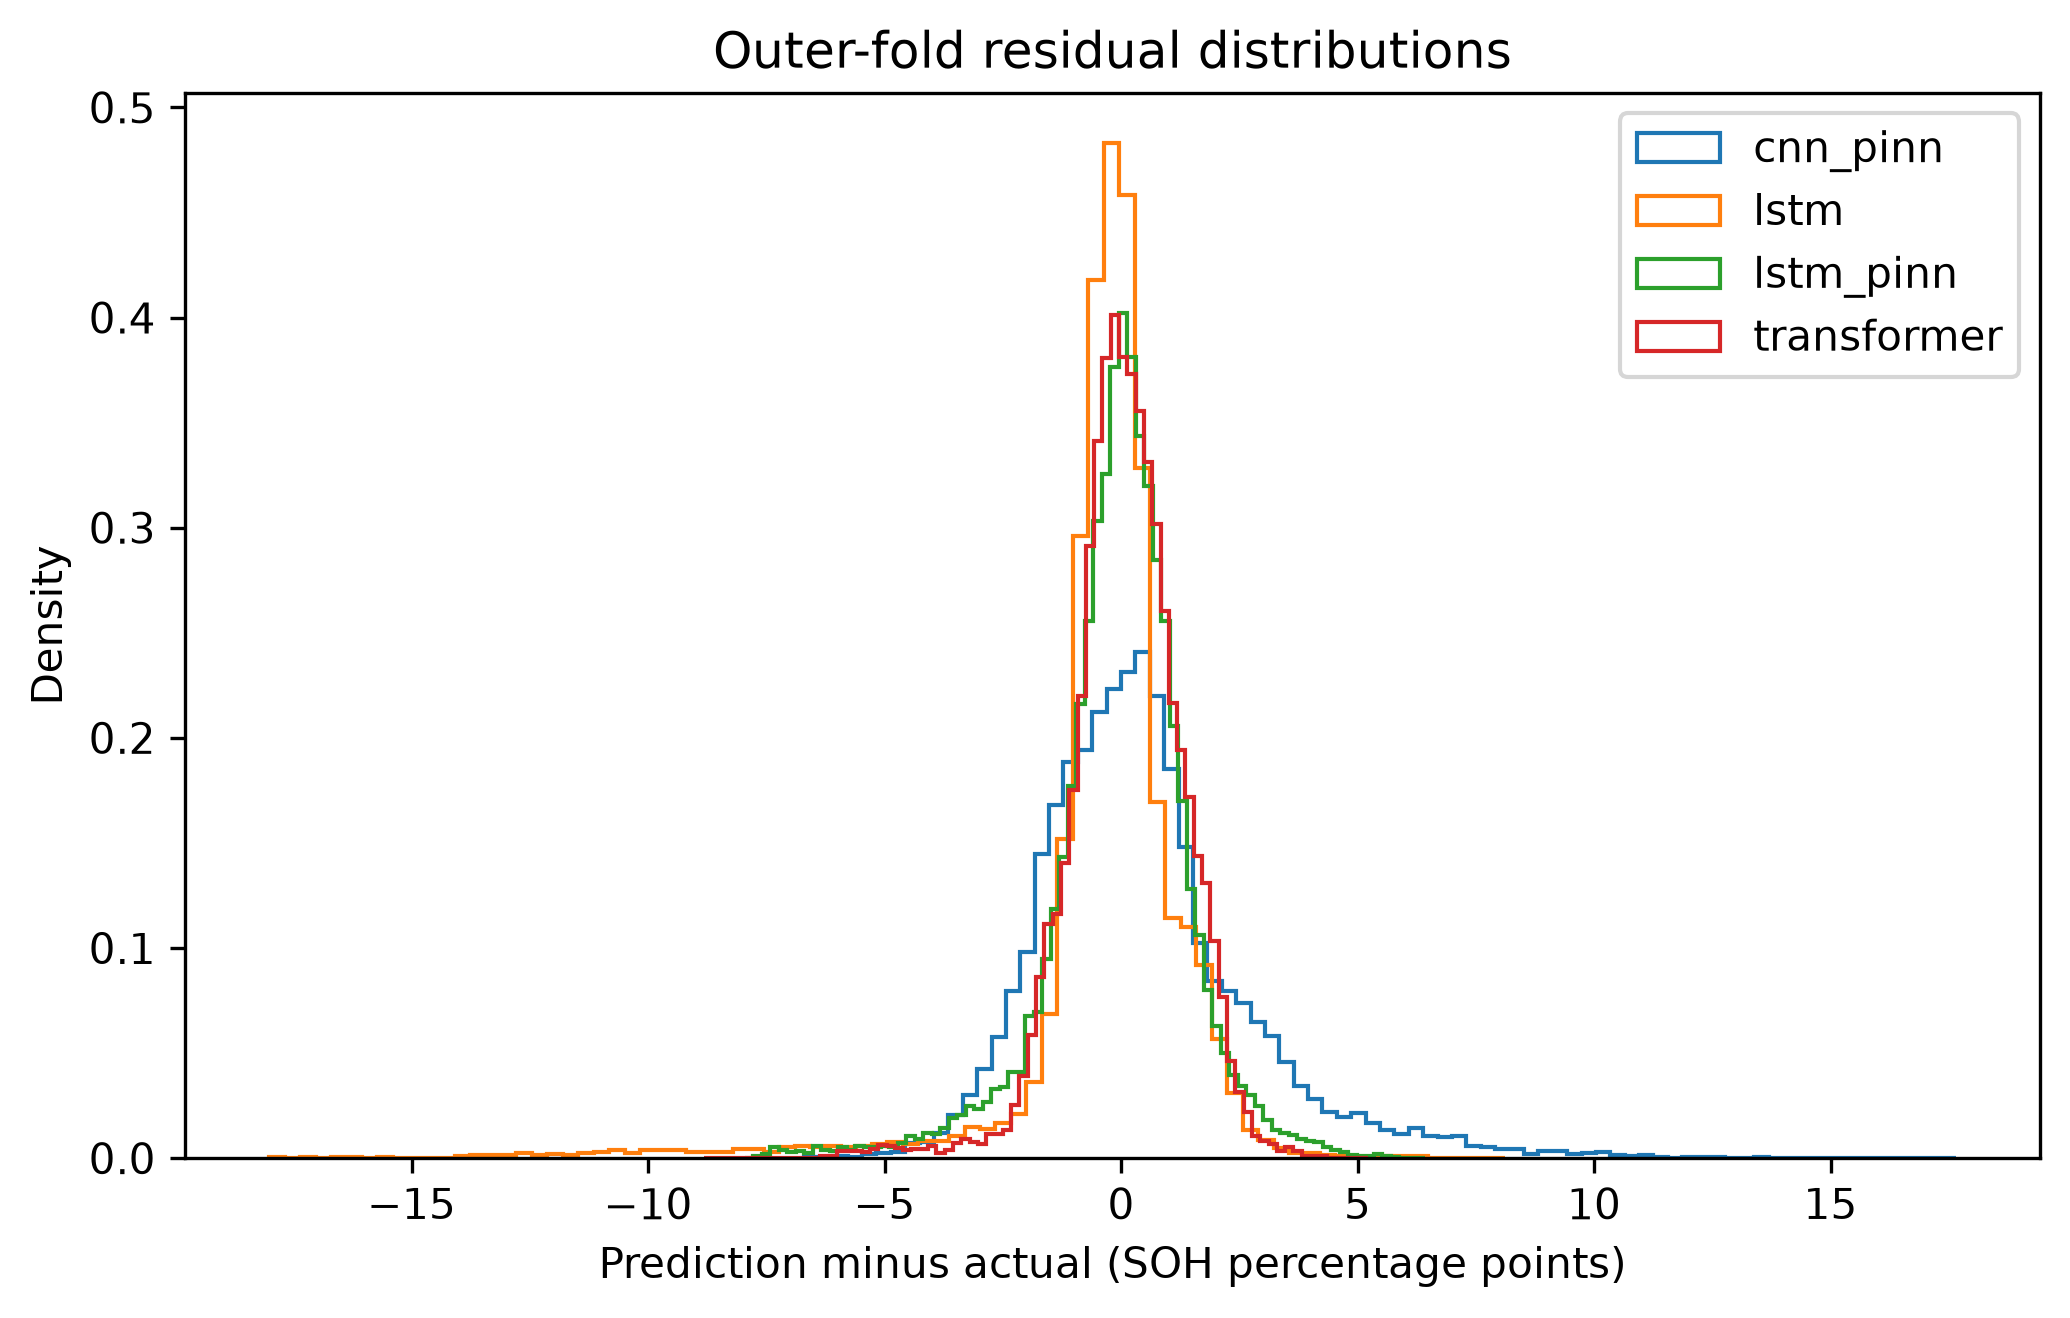 Outer-fold residual distributions
0.5
0.4
0.3
0.2
0.1
0.0
Density
cnn_pinn
lstm
lstm_pinn
transformer
−15 −10 −5 0 5 10 15
Prediction minus actual (SOH percentage points)